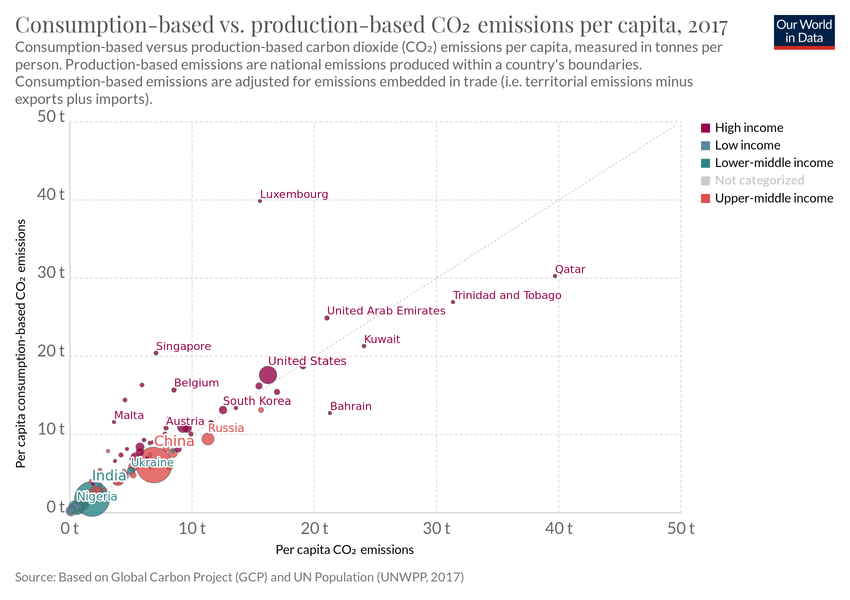 Consumption-based vs. production-based CO₂ emissions per capita, 2017
Our World
in Data
Consumption-based versus production-based carbon dioxide (CO₂) emissions per capita, measured in tonnes per
person. Production-based emissions are national emissions produced within a country's boundaries.
Consumption-based emissions are adjusted for emissions embedded in trade (i.e. territorial emissions minus
exports plus imports).
50 t
High income
Low income
Lower-middle income
Not categorized
Upper-middle income
40 t
Luxembourg
30 t
Qatar
Trinidad and Tobago
United Arab Emirates
Kuwait
20 t
Singapore
United States
Belgium
South Korea
Bahrain
Malta
Austria
Russia
10 t
China
Ukraine
India
Nigeria
0 t
Per capita consumption-based CO₂ emissions
0 t
10 t
20 t
30 t
40 t
50 t
Per capita CO₂ emissions
Source: Based on Global Carbon Project (GCP) and UN Population (UNWPP, 2017)